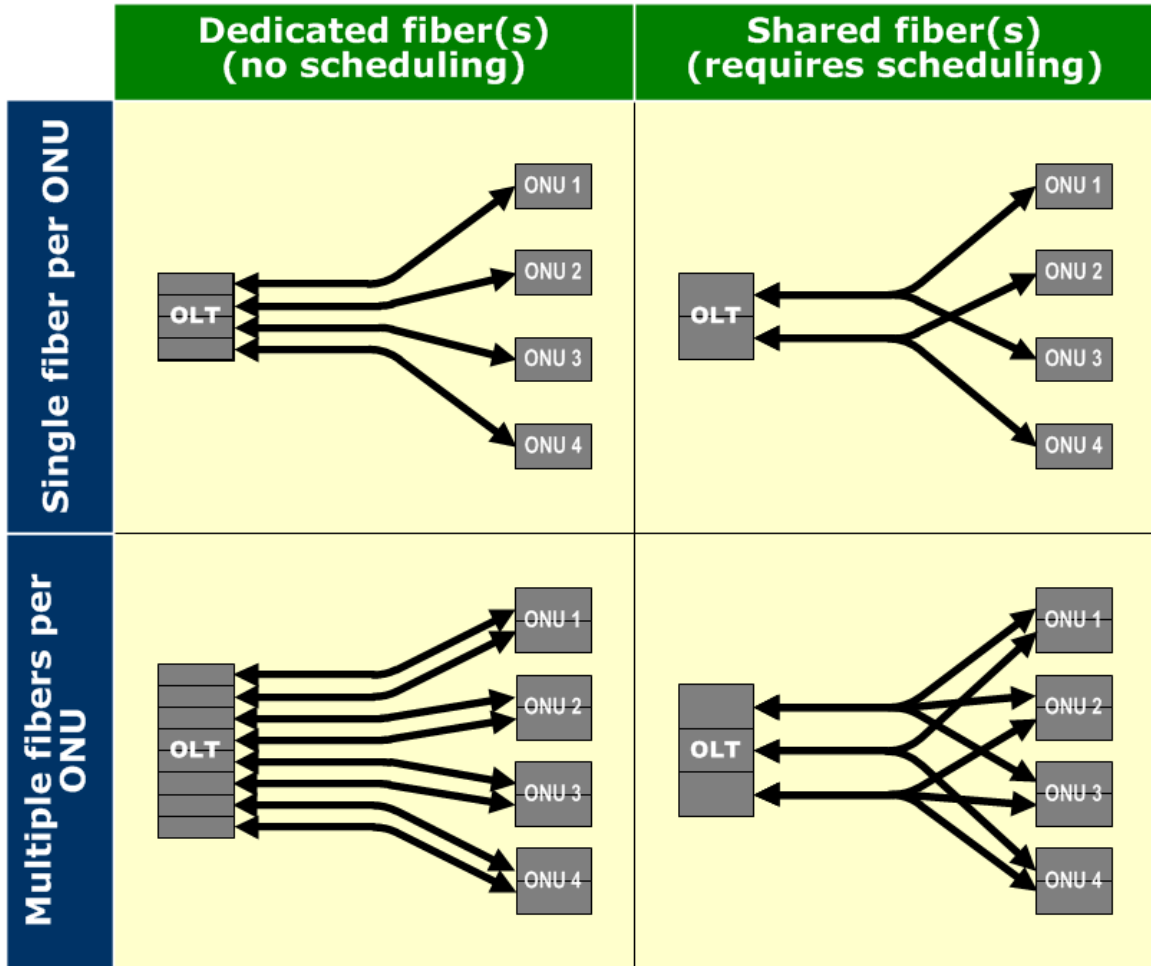 Dedicated fiber(s)
(no scheduling)
Shared fiber(s)
(requires scheduling)
Single fiber per ONU
ONU 1
ONU 2
OLT
ONU 3
ONU 4
ONU 1
ONU 2
OLT
ONU 3
ONU 4
Multiple fibers per
ONU
ONU 1
ONU 2
OLT
ONU 3
ONU 4
ONU 1
ONU 2
OLT
ONU 3
ONU 4